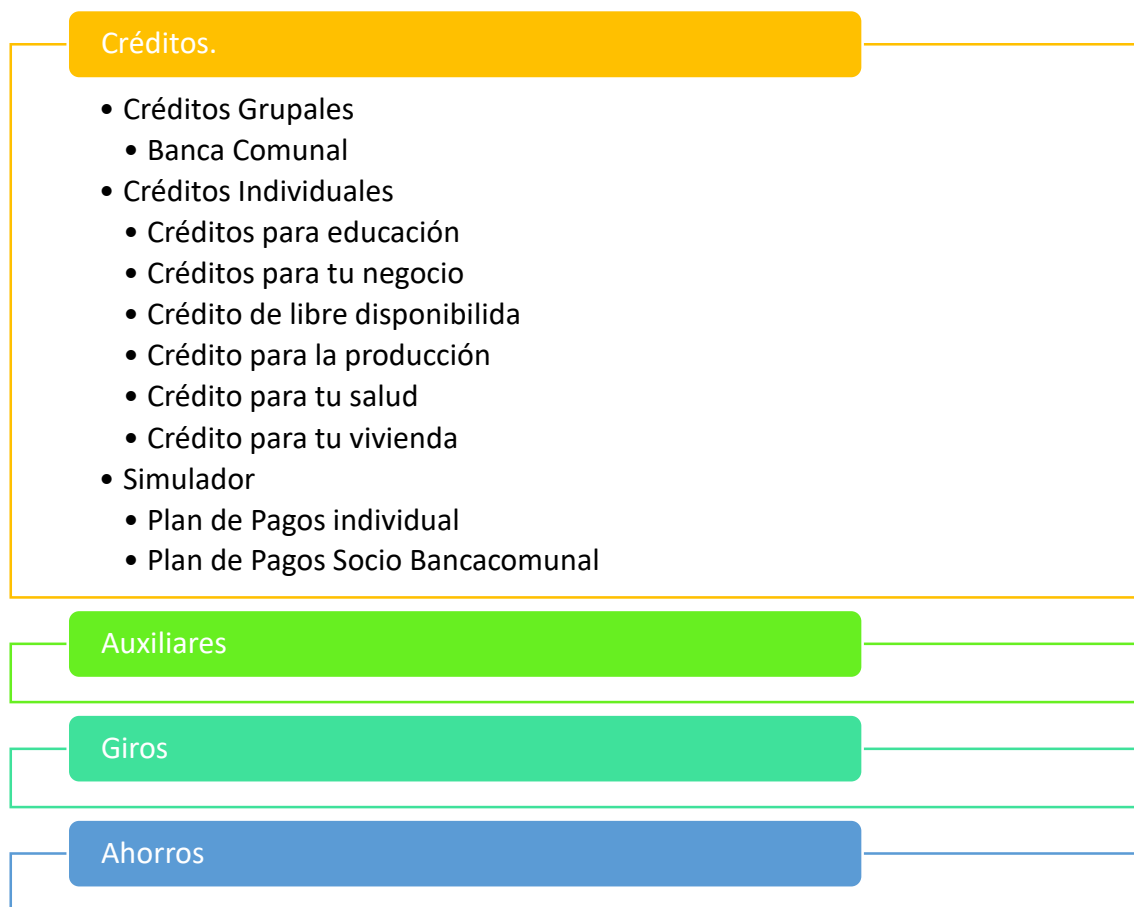 Créditos.
• Créditos Grupales
• Banca Comunal
• Créditos Individuales
• Créditos para educación
• Créditos para tu negocio
• Crédito de libre disponibilida
• Crédito para la producción
• Crédito para tu salud
• Crédito para tu vivienda
• Simulador
• Plan de Pagos individual
• Plan de Pagos Socio Bancacomunal
Auxiliares
Giros
Ahorros